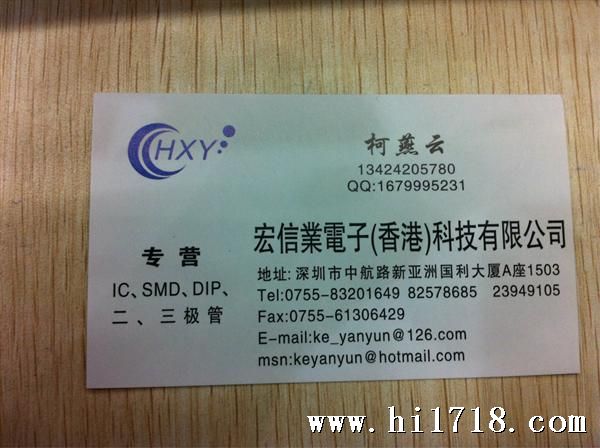 HXY
柯燕云
13424205780
QQ:1679995231
宏信業電子(香港)科技有限公司
专营
IC、SMD、DIP、
二、三极管
地址:深圳市中航路新亚洲国利大厦A座1503
Tel:0755-83201649 82578685 23949105
Fax:0755-61306429
E-mail:ke_yanyun@126.com
msn:keyanyun@hotmail.com
www.hi1718.com